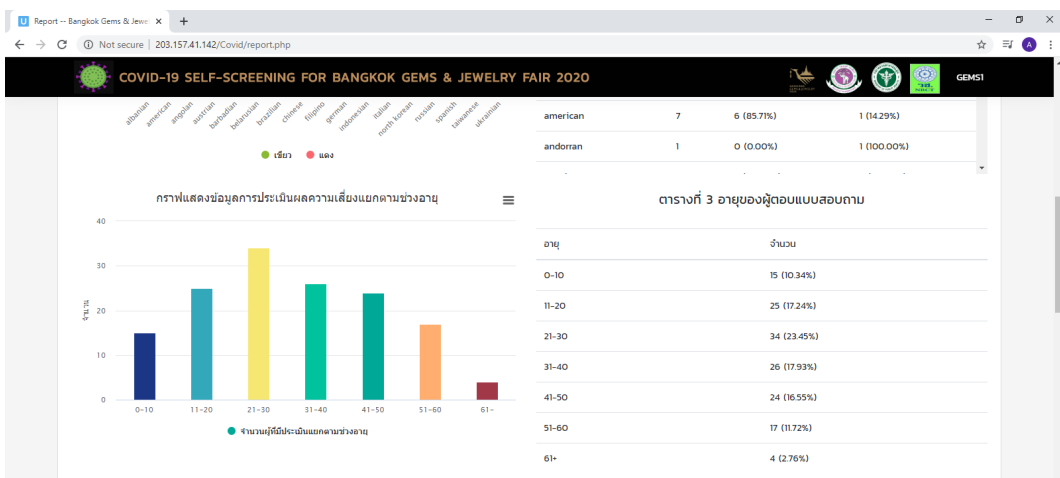 Report -- Bangkok Gems & Jewel
Not secure | 203.157.41.142/Covid/report.php
A
COVID-19 SELF-SCREENING FOR BANGKOK GEMS & JEWELRY FAIR 2020
GEMS1
albanian american angolan austrian barbadian belarusian brazilian chinese filipino german indonesian italian north korean russian spanish taiwanese ukrainian
เขียว แดง
american 7 6 (85.71%) 1 (14.29%)
andorran 1 0 (0.00%) 1 (100.00%)
กราฟแสดงข้อมูลการประเมินผลความเสี่ยงแยกตามช่วงอายุ
จำนวน
40
30
20
10
0
0-10 11-20 21-30 31-40 41-50 51-60 61-
จำนวนผู้ที่มีประเมินแยกตามช่วงอายุ
ตารางที่ 3 อายุของผู้ตอบแบบสอบถาม
อายุ จำนวน
0-10 15 (10.34%)
11-20 25 (17.24%)
21-30 34 (23.45%)
31-40 26 (17.93%)
41-50 24 (16.55%)
51-60 17 (11.72%)
61+ 4 (2.76%)